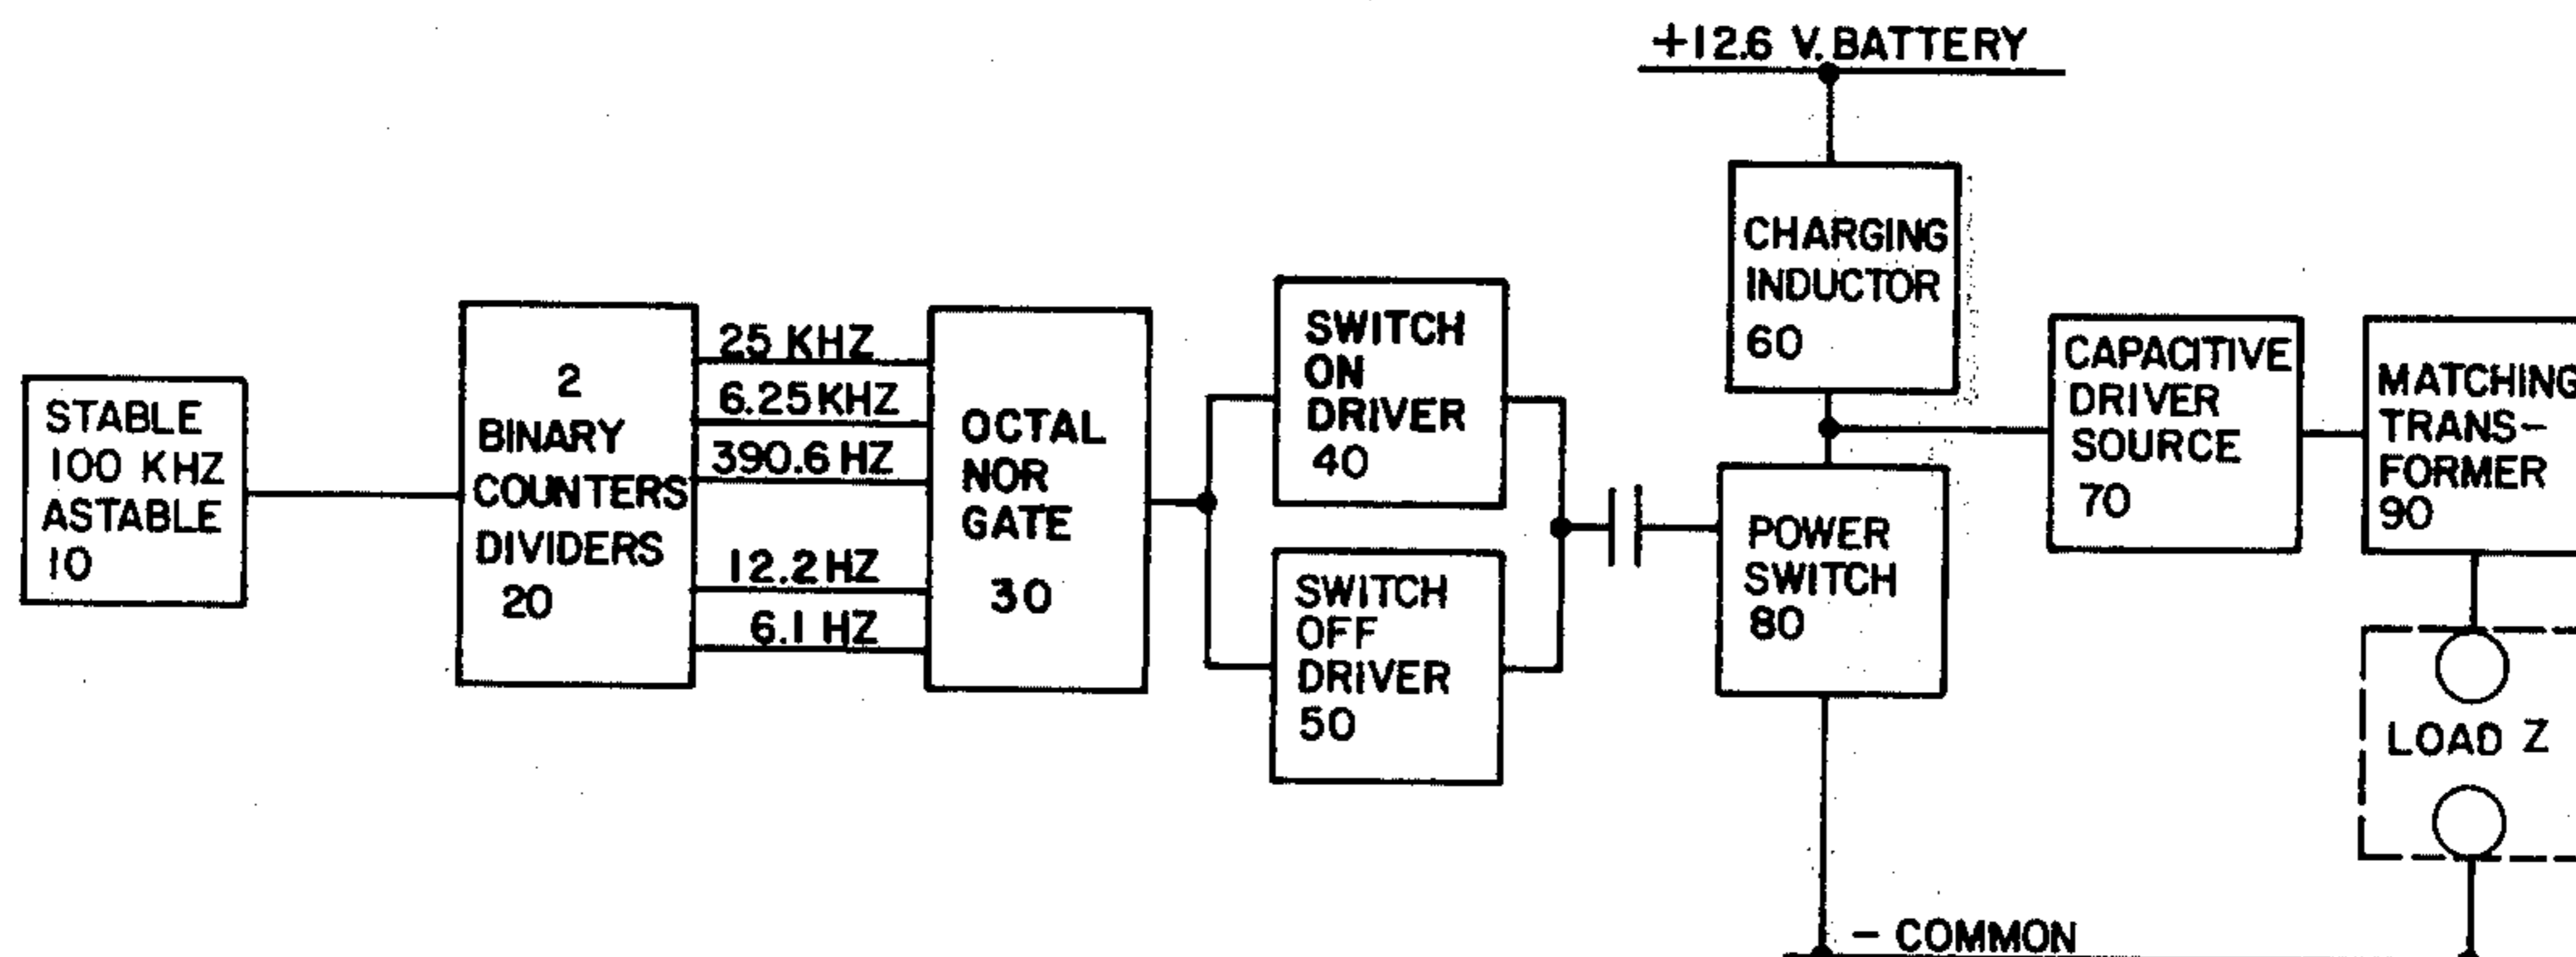 +12.6 V. BATTERY
STABLE
100 KHZ
ASTABLE
10
2
BINARY
COUNTERS
DIVIDERS
20
25 KHZ
6.25 KHZ
390.6 HZ
12.2 HZ
6.1 HZ
OCTAL
NOR
GATE
30
SWITCH
ON
DRIVER
40
SWITCH
OFF
DRIVER
50
CHARGING
INDUCTOR
60
POWER
SWITCH
80
CAPACITIVE
DRIVER
SOURCE
70
MATCHING
TRANS-
FORMER
90
LOAD Z
- COMMON